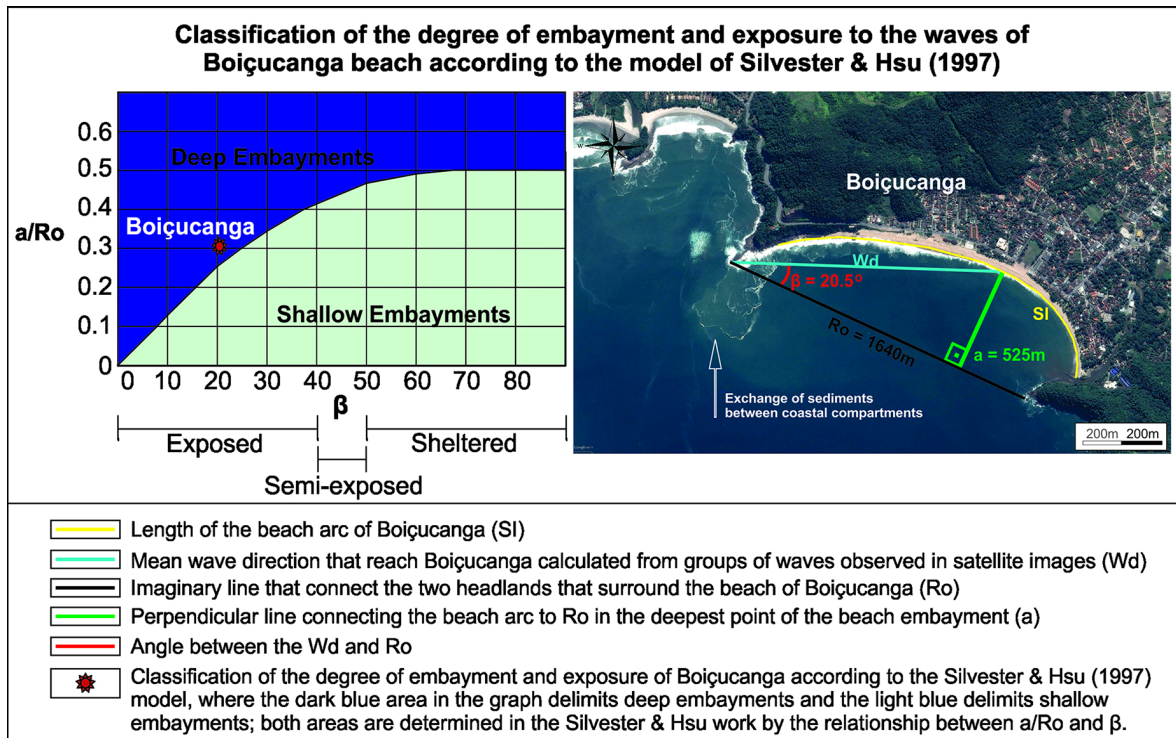 Classification of the degree of embayment and exposure to the waves of
Boiçucanga beach according to the model of Silvester & Hsu (1997)
0.6
Deep Embayments
0.5
0.4
Boiçucanga
a/Ro
0.3
0.2
Shallow Embayments
0.1
0
0 10 20 30 40 50 60 70 80
β
Exposed
Sheltered
Semi-exposed
Boiçucanga
Wd
β = 20.5º
Sl
Ro = 1640m
a = 525m
Exchange of sediments
between coastal compartments
200m 200m
Length of the beach arc of Boiçucanga (Sl)
Mean wave direction that reach Boiçucanga calculated from groups of waves observed in satellite images (Wd)
Imaginary line that connect the two headlands that surround the beach of Boiçucanga (Ro)
Perpendicular line connecting the beach arc to Ro in the deepest point of the beach embayment (a)
Angle between the Wd and Ro
Classification of the degree of embayment and exposure of Boiçucanga according to the Silvester & Hsu (1997)
model, where the dark blue area in the graph delimits deep embayments and the light blue delimits shallow
embayments; both areas are determined in the Silvester & Hsu work by the relationship between a/Ro and β.